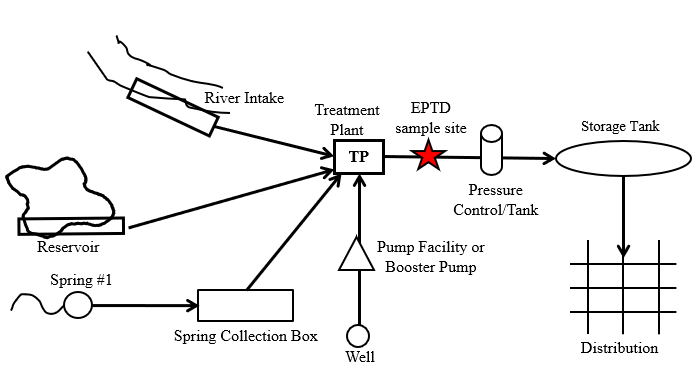 River Intake
Treatment
Plant
TP
EPTD
sample site
Pressure
Control/Tank
Storage Tank
Reservoir
Spring #1
Spring Collection Box
Pump Facility or
Booster Pump
Well
Distribution